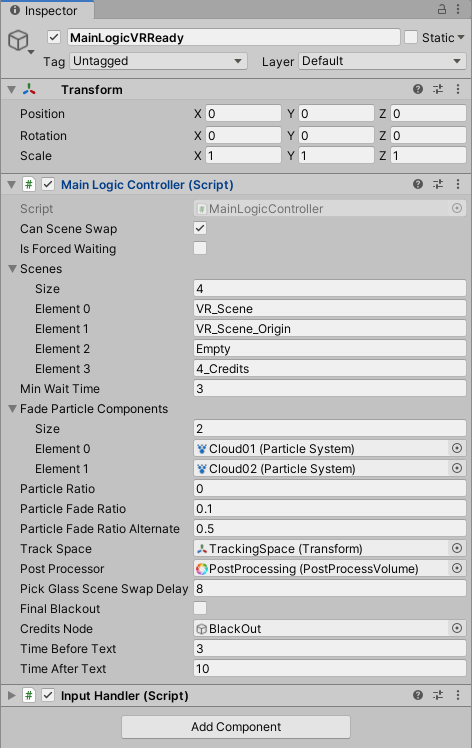 Inspector
MainLogicVRReady Static
Tag Untagged Layer Default
Transform
Position X 0 Y 0 Z 0
Rotation X 0 Y 0 Z 0
Scale X 1 Y 1 Z 1
# Main Logic Controller (Script)
Script # MainLogicController
Can Scene Swap
Is Forced Waiting
Scenes
Size 4
Element 0 VR_Scene
Element 1 VR_Scene_Origin
Element 2 Empty
Element 3 4_Credits
Min Wait Time 3
Fade Particle Components
Size 2
Element 0 Cloud01 (Particle System)
Element 1 Cloud02 (Particle System)
Particle Ratio 0
Particle Fade Ratio 0.1
Particle Fade Ratio Alternate 0.5
Track Space TrackingSpace (Transform)
Post Processor PostProcessing (PostProcessVolume)
Pick Glass Scene Swap Delay 8
Final Blackout
Credits Node BlackOut
Time Before Text 3
Time After Text 10
# Input Handler (Script)
Add Component